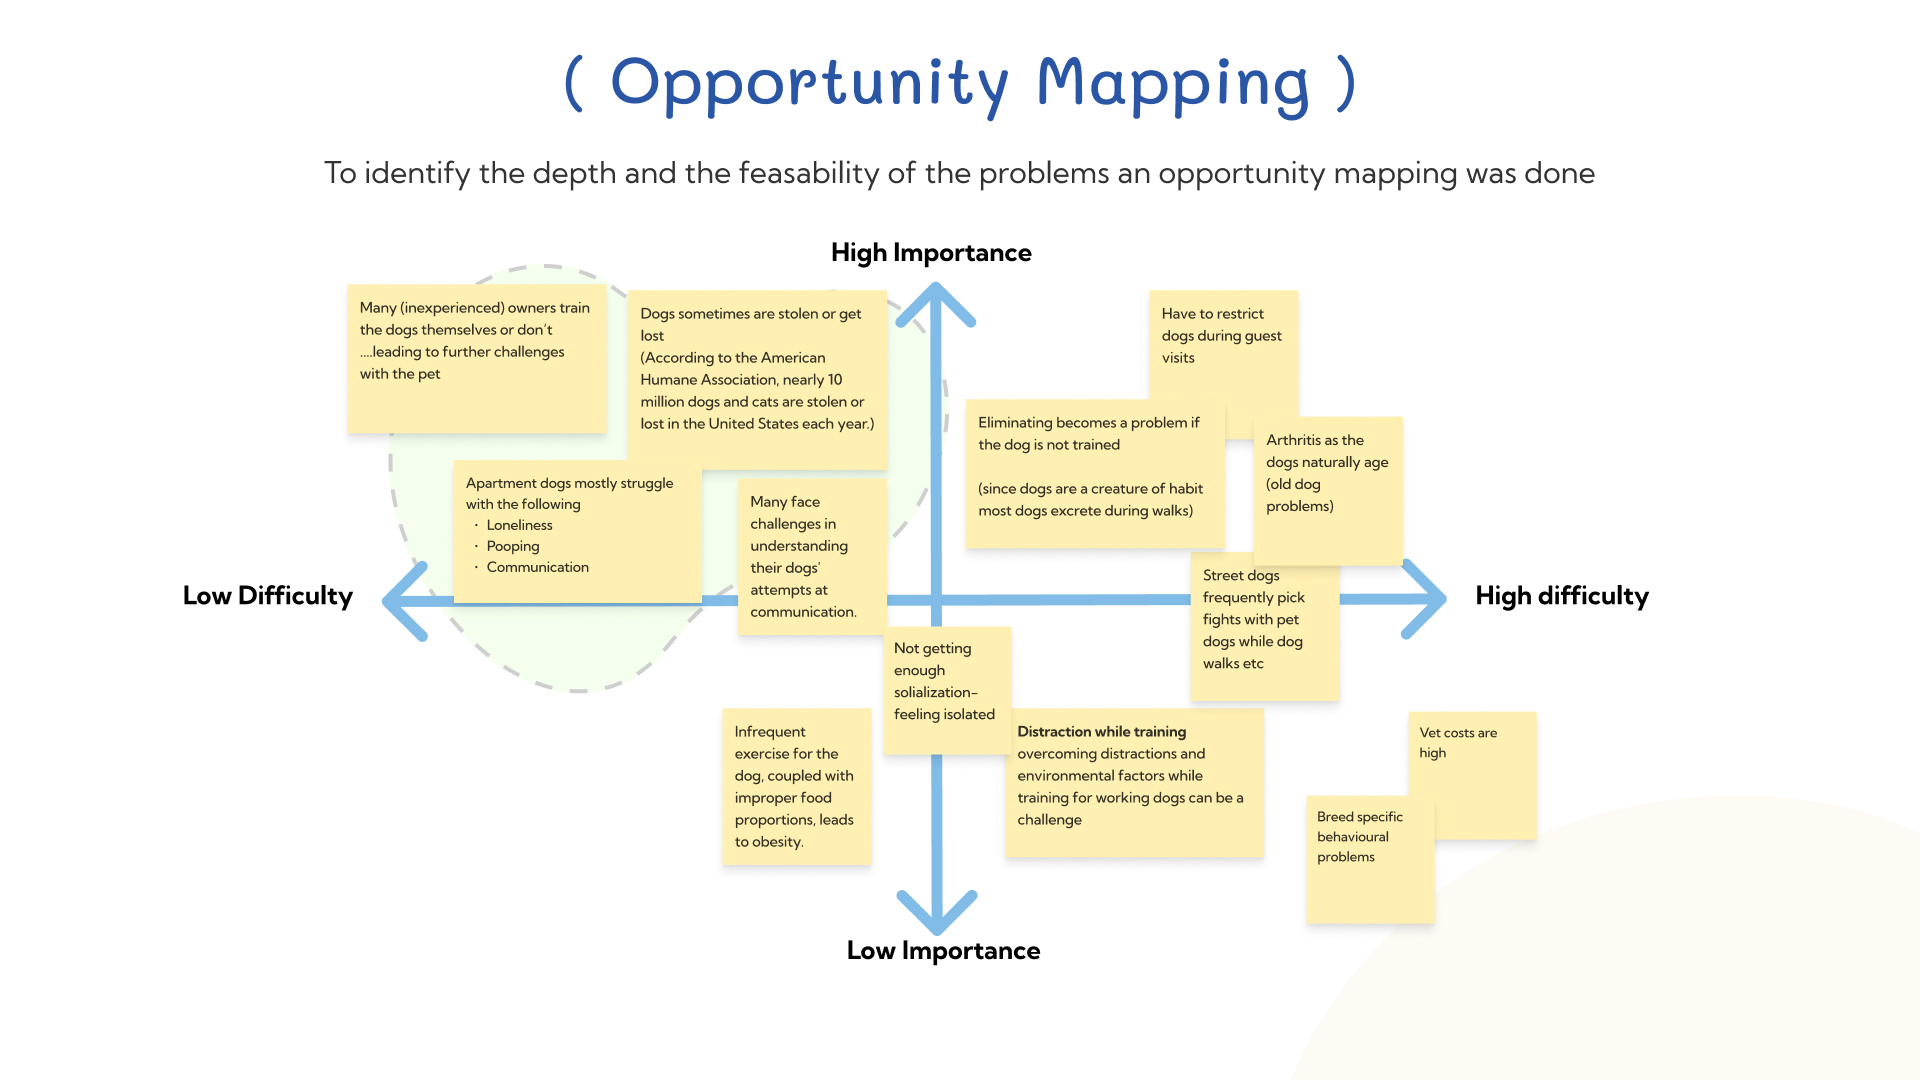 ( Opportunity Mapping )
To identify the depth and the feasability of the problems an opportunity mapping was done
High Importance
Many (inexperienced) owners train
the dogs themselves or don't
....leading to further challenges
with the pet
Dogs sometimes are stolen or get
lost
(According to the American
Humane Association, nearly 10
million dogs and cats are stolen or
lost in the United States each year.)
Have to restrict
dogs during guest
visits
Eliminating becomes a problem if
the dog is not trained
(since dogs are a creature of habit
most dogs excrete during walks)
Arthritis as the
dogs naturally age
(old dog
problems)
Apartment dogs mostly struggle
with the following
• Loneliness
• Pooping
• Communication
Many face
challenges in
understanding
their dogs'
attempts at
communication.
Low Difficulty
Street dogs
frequently pick
fights with pet
dogs while dog
walks etc
High difficulty
Not getting
enough
solialization-
feeling isolated
Infrequent
exercise for the
dog, coupled with
improper food
proportions, leads
to obesity.
Distraction while training
overcoming distractions and
environmental factors while
training for working dogs can be a
challenge
Vet costs are
high
Breed specific
behavioural
problems
Low Importance